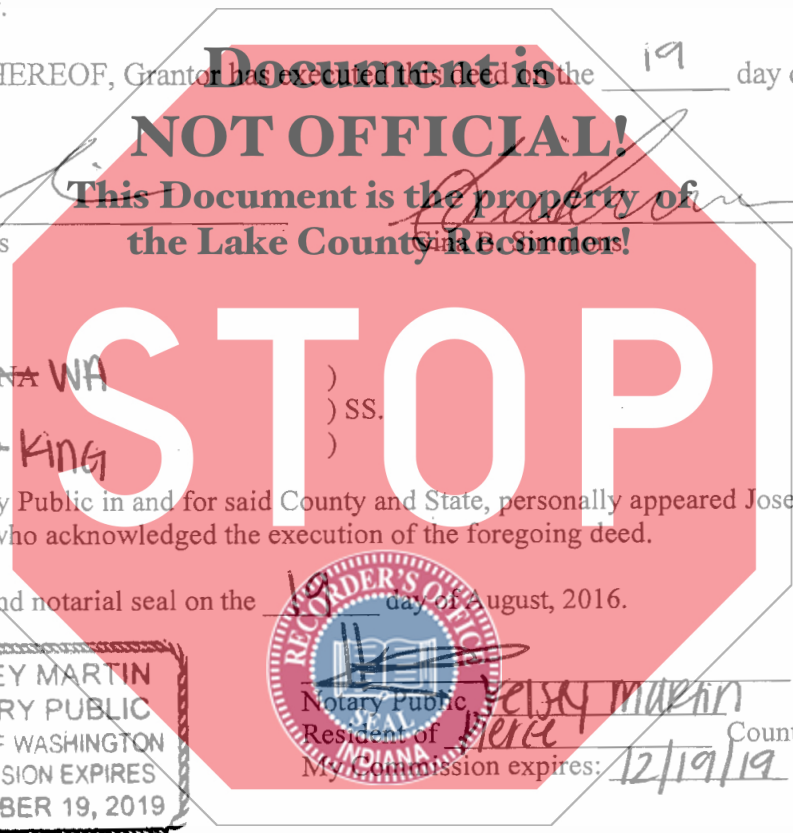 HEREOF, Grantor has executed this deed on the 19 day
Document is
NOT OFFICIAL!
This Document is the property of
the Lake County Recorder!
Gina B. Simmons
STOP
NA WA
)
) SS.
King
)
y Public in and for said County and State, personally appeared Jose
who acknowledged the execution of the foregoing deed.
nd notarial seal on the 19 day of August, 2016.
RECORDER'S OFFICE
SEAL
INDIANA
EY MARTIN
RY PUBLIC
F WASHINGTON
SION EXPIRES
BER 19, 2019
Notary Public Kelsey Martin
Resident of Pierce Count
My Commission expires: 12/19/19